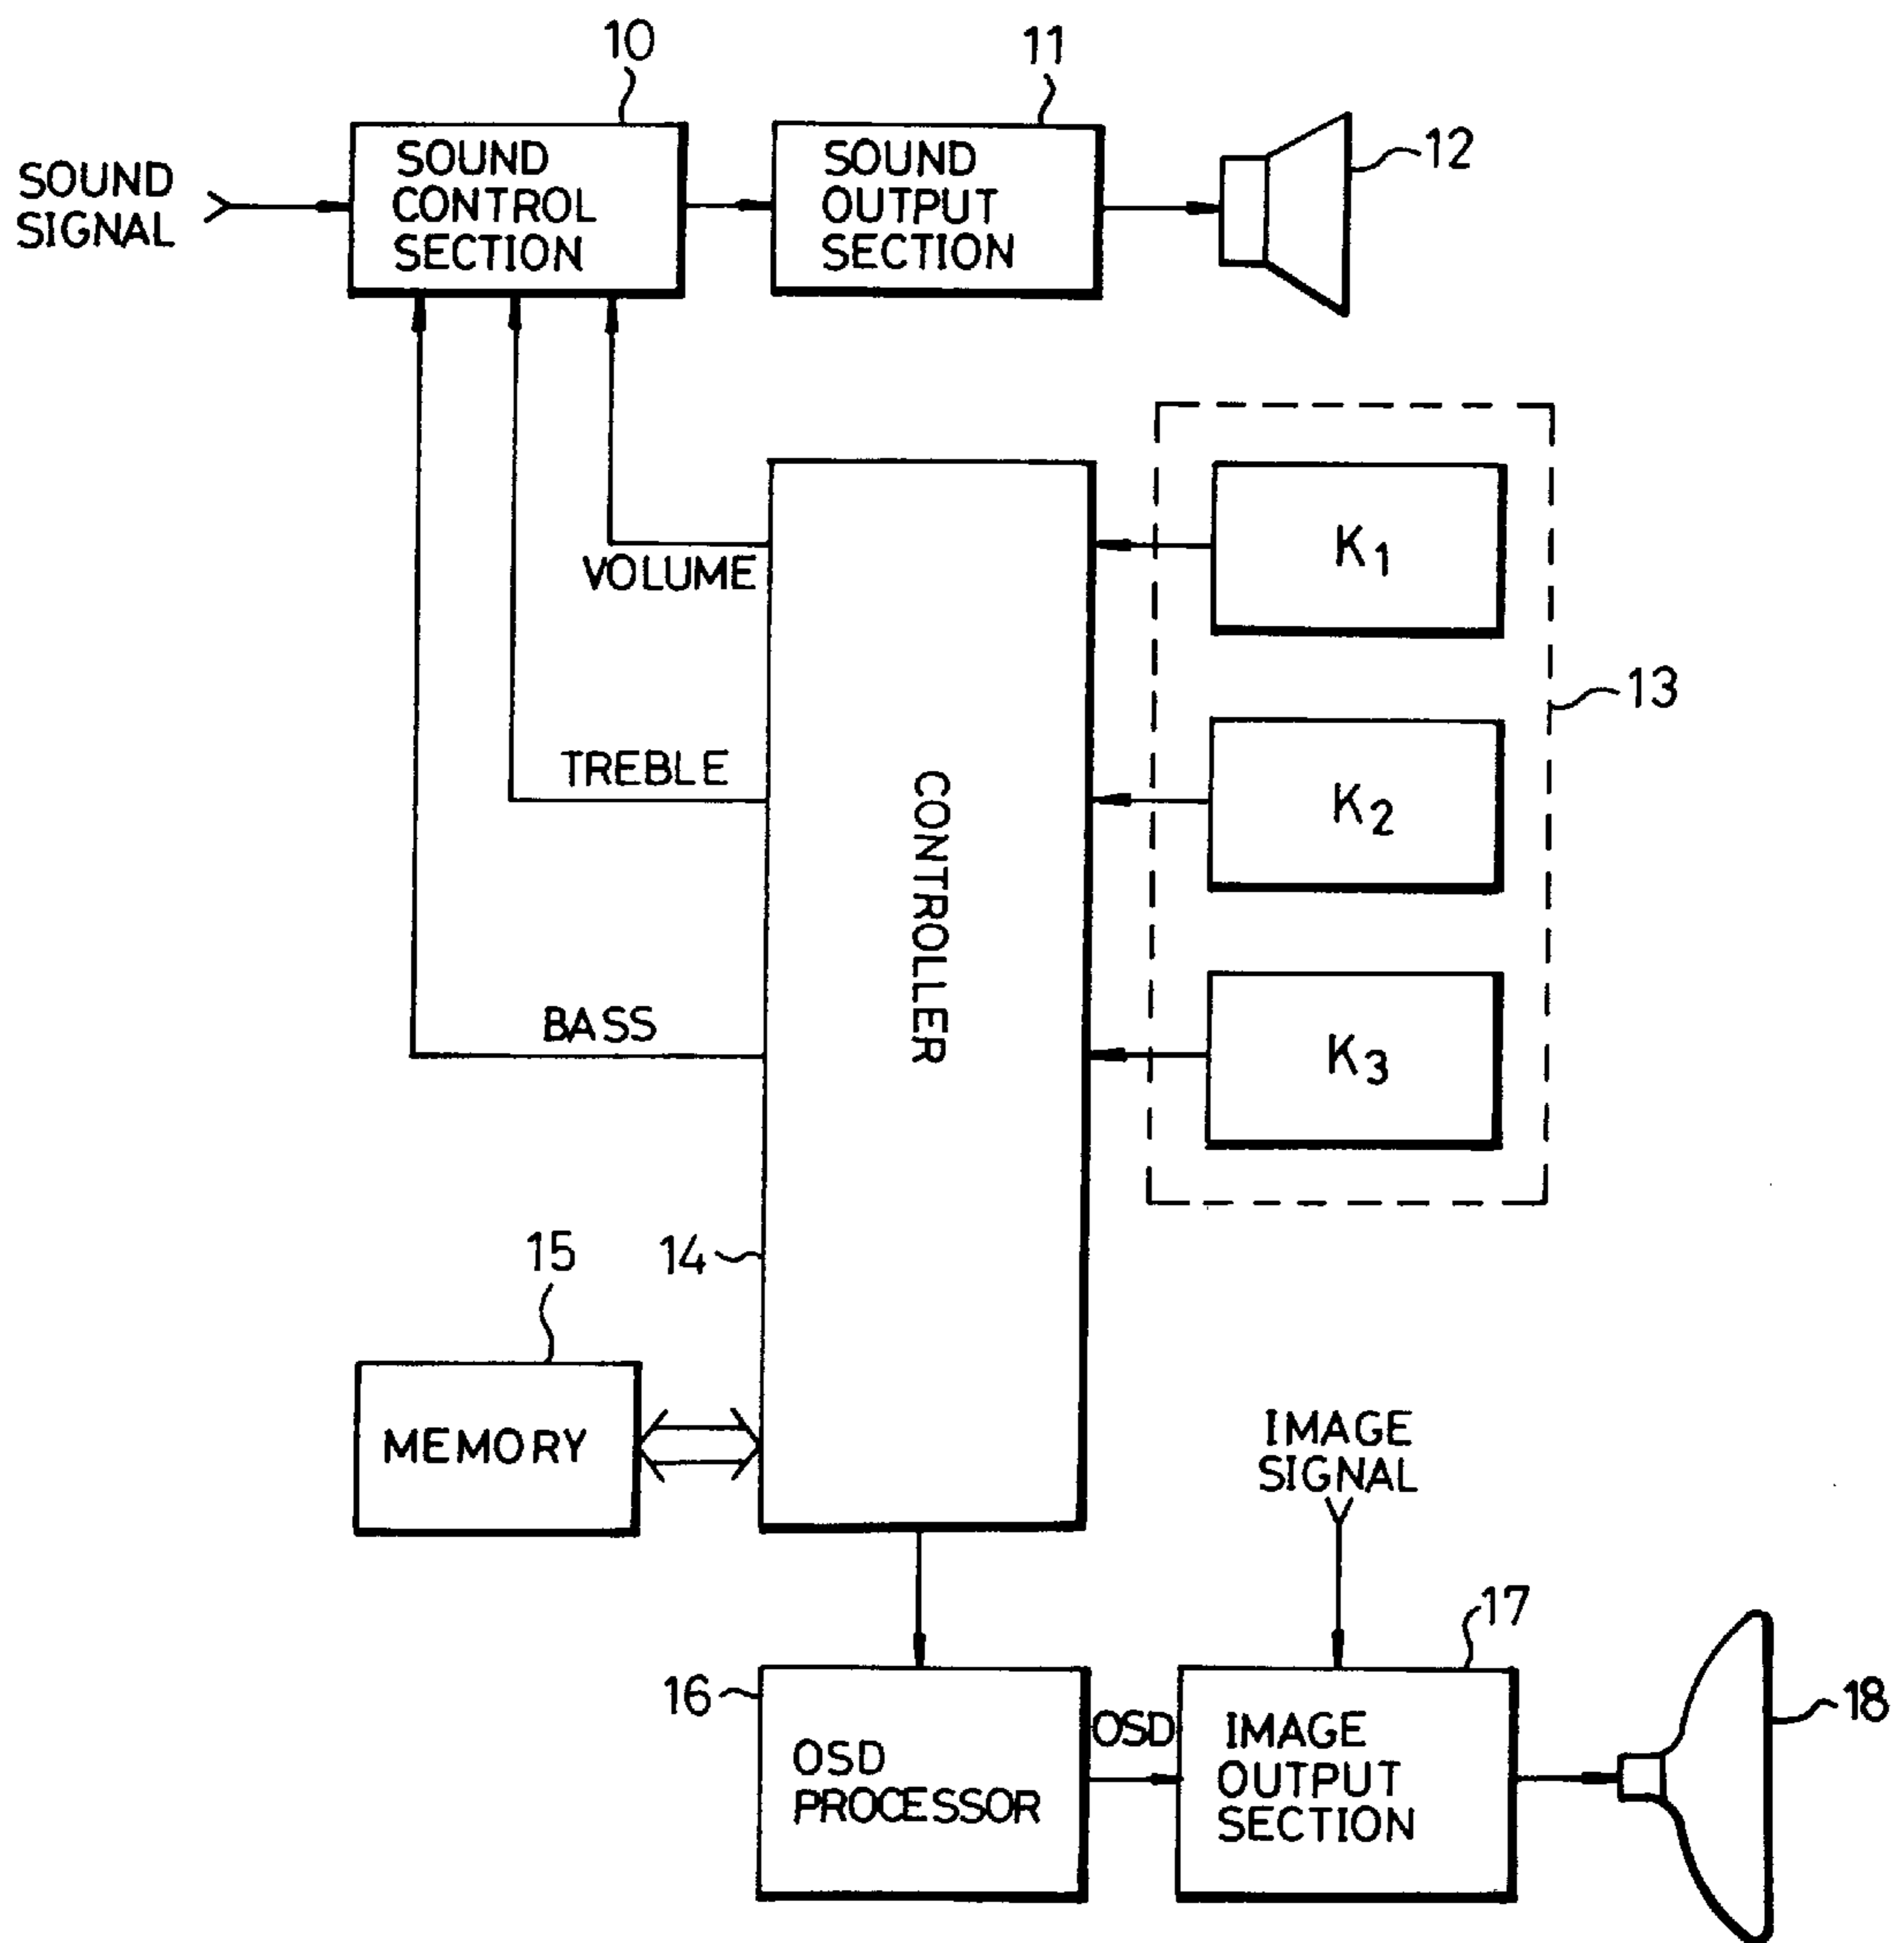 10
11
12
SOUND
SIGNAL
SOUND
CONTROL
SECTION
SOUND
OUTPUT
SECTION
K1
VOLUME
13
TREBLE
CONTROLLER
K2
BASS
K3
15
14
MEMORY
IMAGE
SIGNAL
17
16
18
OSD
PROCESSOR
OSD
IMAGE
OUTPUT
SECTION